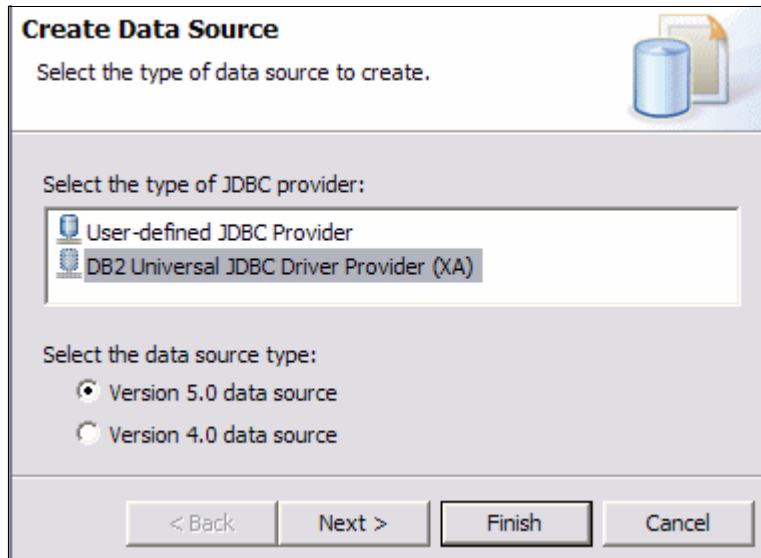 Create Data Source
Select the type of data source to create.
Select the type of JDBC provider:
User-defined JDBC Provider
DB2 Universal JDBC Driver Provider (XA)
Select the data source type:
Version 5.0 data source
Version 4.0 data source
< Back
Next >
Finish
Cancel